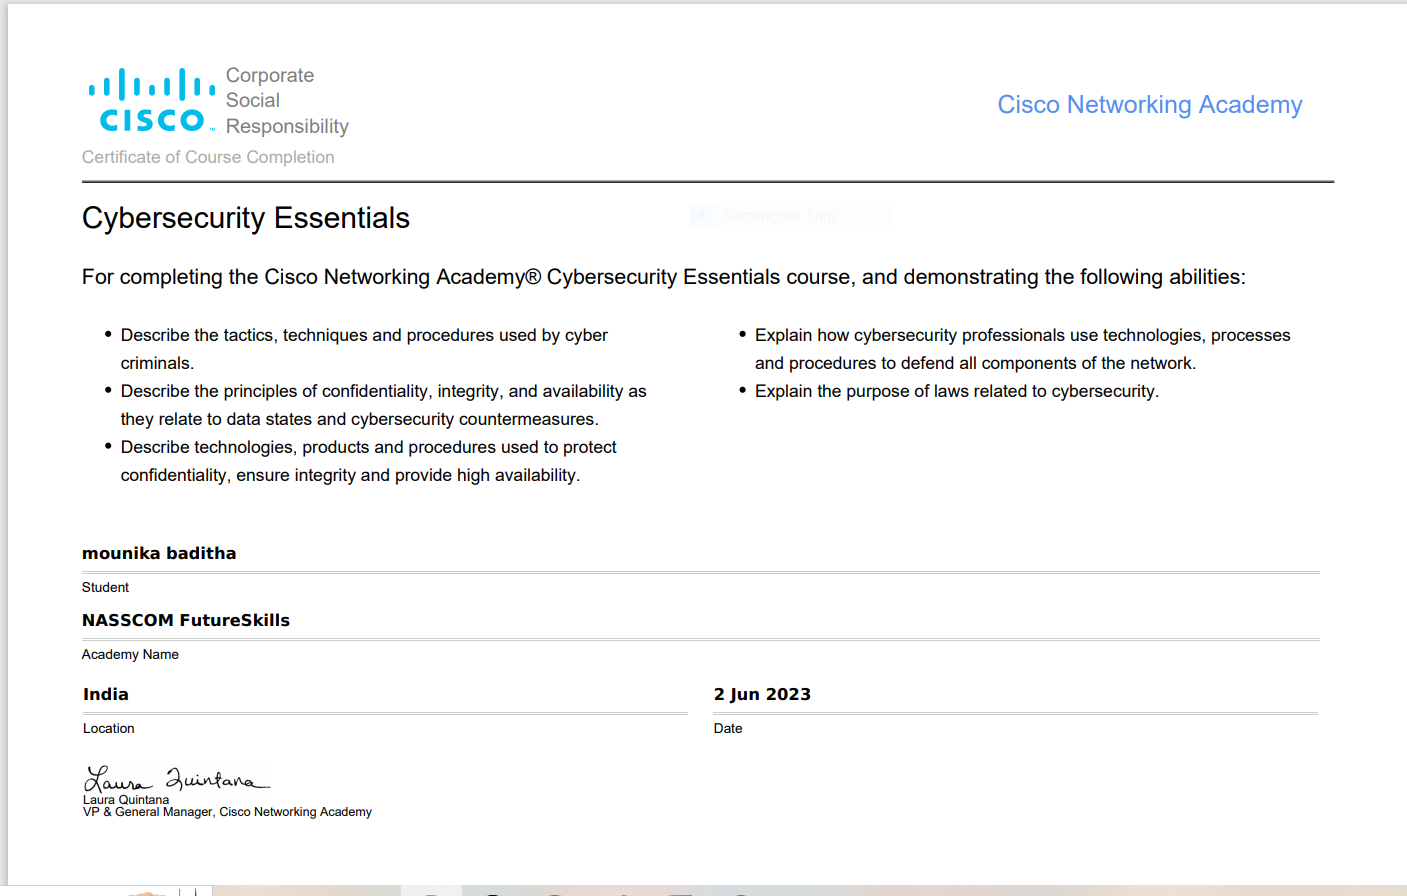 Corporate
Social
Responsibility
CISCO™
Cisco Networking Academy
Certificate of Course Completion
Cybersecurity Essentials
Rectangular Snip
For completing the Cisco Networking Academy® Cybersecurity Essentials course, and demonstrating the following abilities:
• Describe the tactics, techniques and procedures used by cyber
criminals.
• Describe the principles of confidentiality, integrity, and availability as
they relate to data states and cybersecurity countermeasures.
• Describe technologies, products and procedures used to protect
confidentiality, ensure integrity and provide high availability.
• Explain how cybersecurity professionals use technologies, processes
and procedures to defend all components of the network.
• Explain the purpose of laws related to cybersecurity.
mounika baditha
Student
NASSCOM FutureSkills
Academy Name
India
Location
2 Jun 2023
Date
Laura Quintana
Laura Quintana
VP & General Manager, Cisco Networking Academy